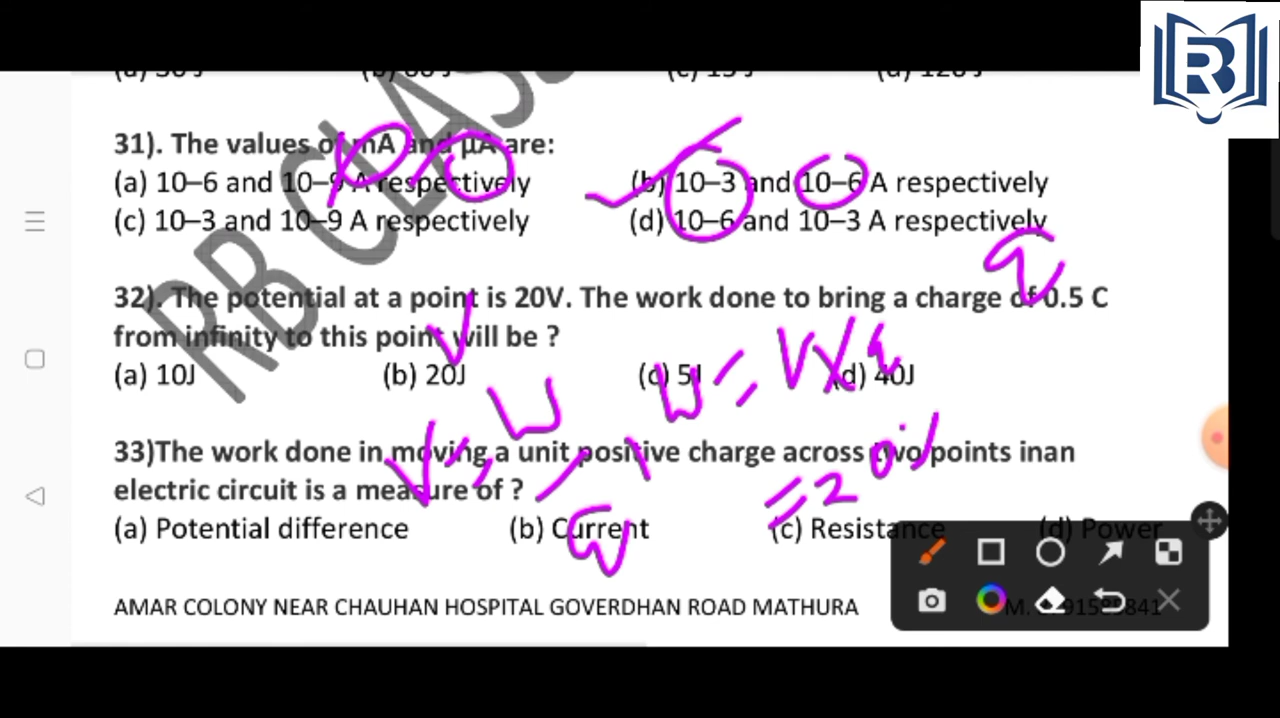 31). The values of mA and µA are:
(a) 10–6 and 10–9 A respectively (b) 10–3 and 10–6 A respectively
(c) 10–3 and 10–9 A respectively (d) 10–6 and 10–3 A respectively
32). The potential at a point is 20V. The work done to bring a charge of 0.5 C
from infinity to this point will be ?
(a) 10J (b) 20J (c) 5J (d) 40J
V
q
V = W
q
, W = V x q
= 20
33)The work done in moving a unit positive charge across two points inan
electric circuit is a measure of ?
(a) Potential difference (b) Current (c) Resistance (d) Power
AMAR COLONY NEAR CHAUHAN HOSPITAL GOVERDHAN ROAD MATHURA
RB CLASS
RB